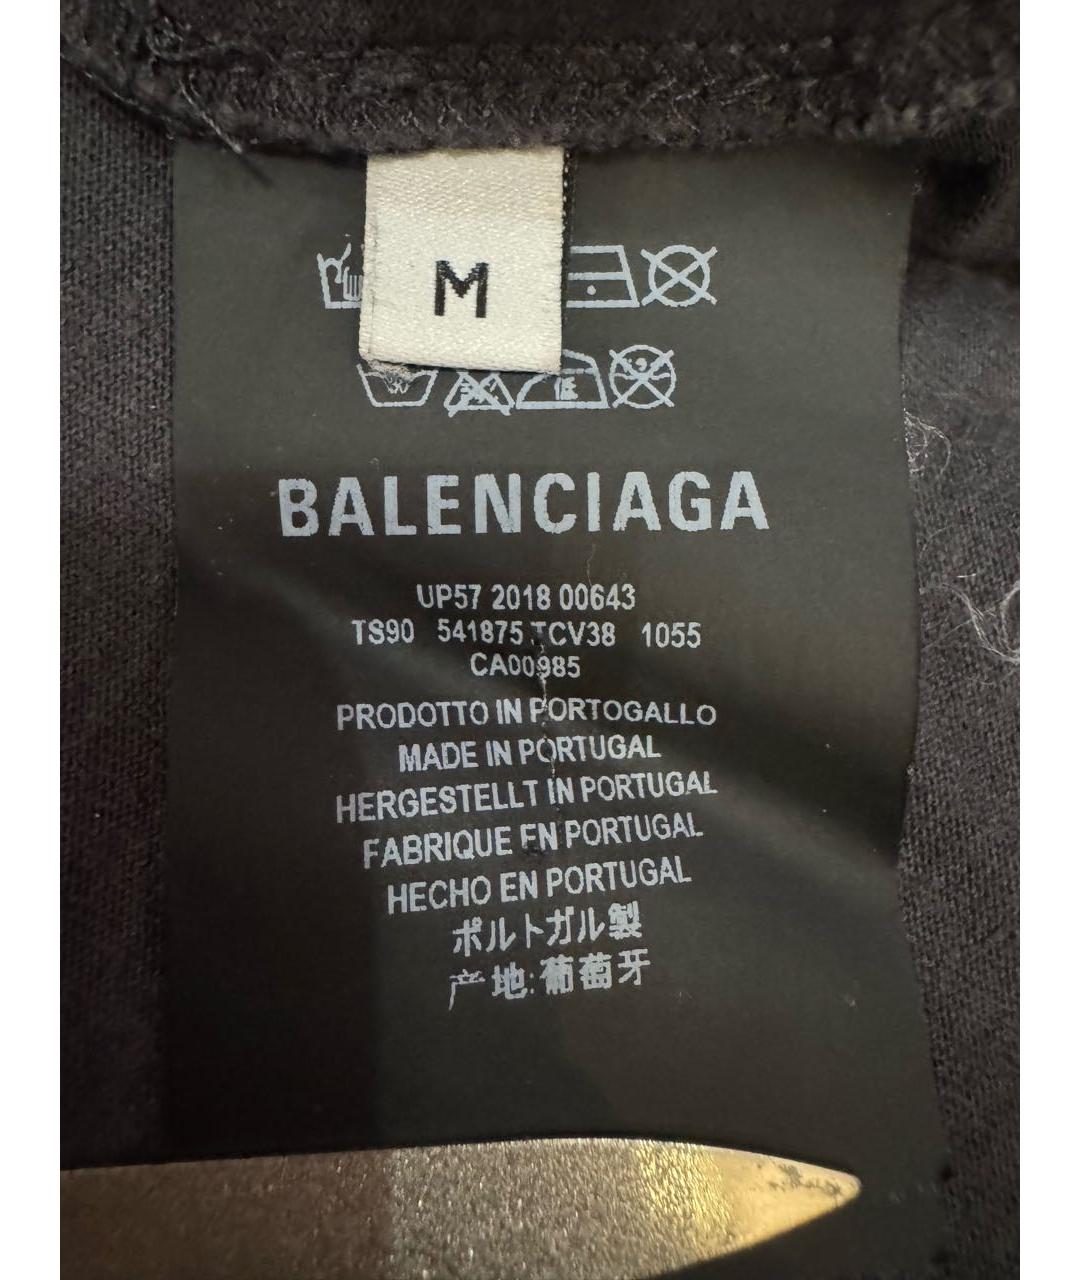 M
BALENCIAGA
UP57 2018 00643
TS90 541875 TCV38 1055
CA00985
PRODOTTO IN PORTOGALLO
MADE IN PORTUGAL
HERGESTELLT IN PORTUGAL
FABRIQUE EN PORTUGAL
HECHO EN PORTUGAL
ポルトガル製
产地:葡萄牙